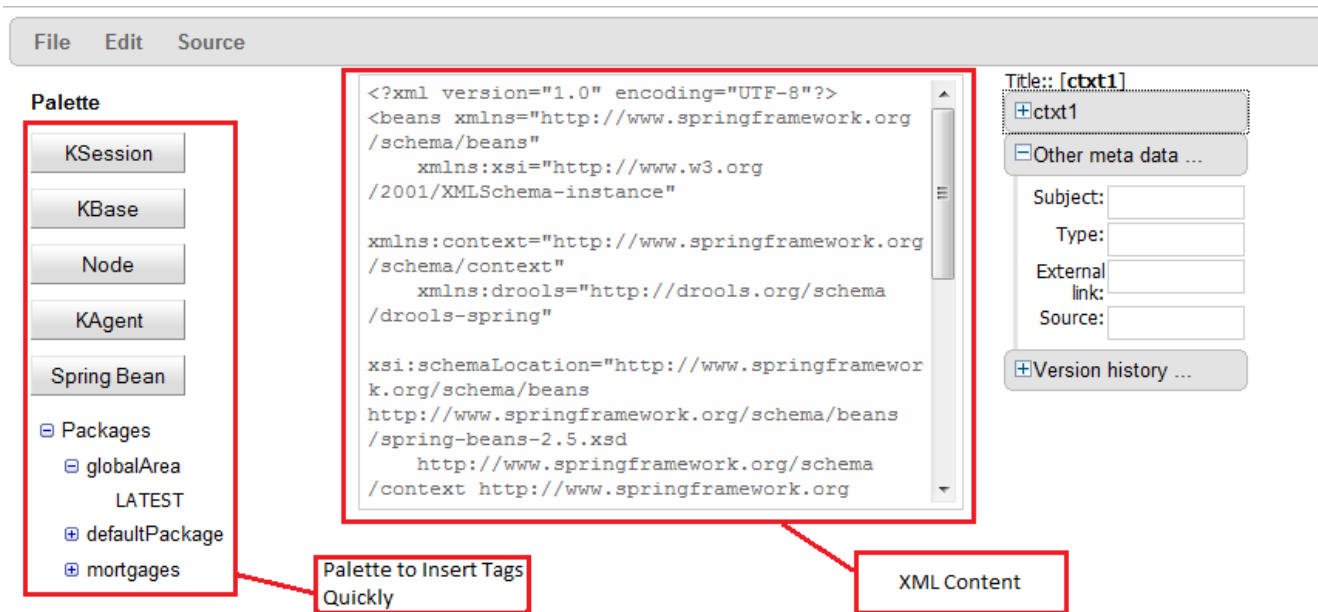 File Edit Source
Palette
KSession
KBase
Node
KAgent
Spring Bean
Packages
globalArea
LATEST
defaultPackage
mortgages
<?xml version="1.0" encoding="UTF-8"?>
<beans xmlns="http://www.springframework.org
/schema/beans"
xmlns:xsi="http://www.w3.org
/2001/XMLSchema-instance"
xmlns:context="http://www.springframework.org
/schema/context"
xmlns:drools="http://drools.org/schema
/drools-spring"
xsi:schemaLocation="http://www.springframewor
k.org/schema/beans
http://www.springframework.org/schema/beans
/spring-beans-2.5.xsd
http://www.springframework.org/schema
/context http://www.springframework.org
Title:: [ctxt1]
ctxt1
Other meta data ...
Subject:
Type:
External
link:
Source:
Version history ...
Palette to Insert Tags
Quickly
XML Content